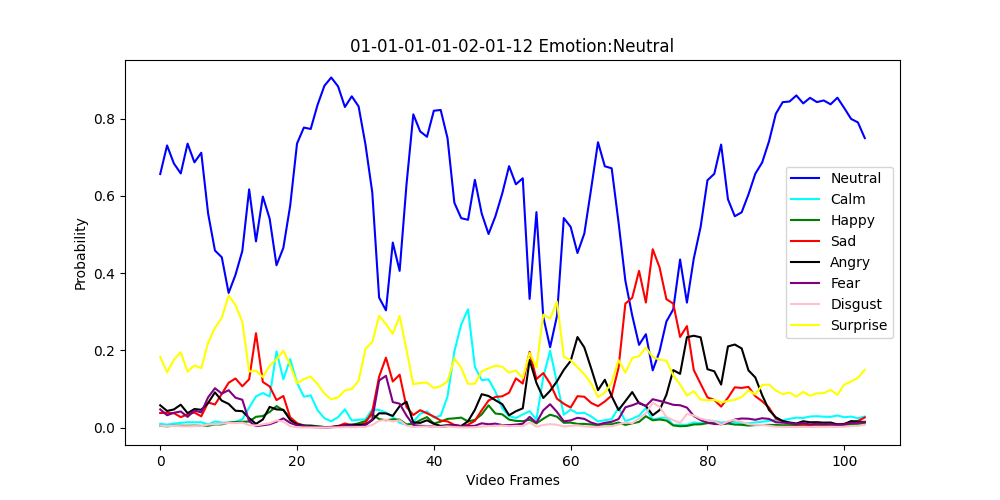 01-01-01-01-02-01-12 Emotion:Neutral
Probability
0.8
0.6
0.4
0.2
0.0
Neutral
Calm
Happy
Sad
Angry
Fear
Disgust
Surprise
0 20 40 60 80 100
Video Frames